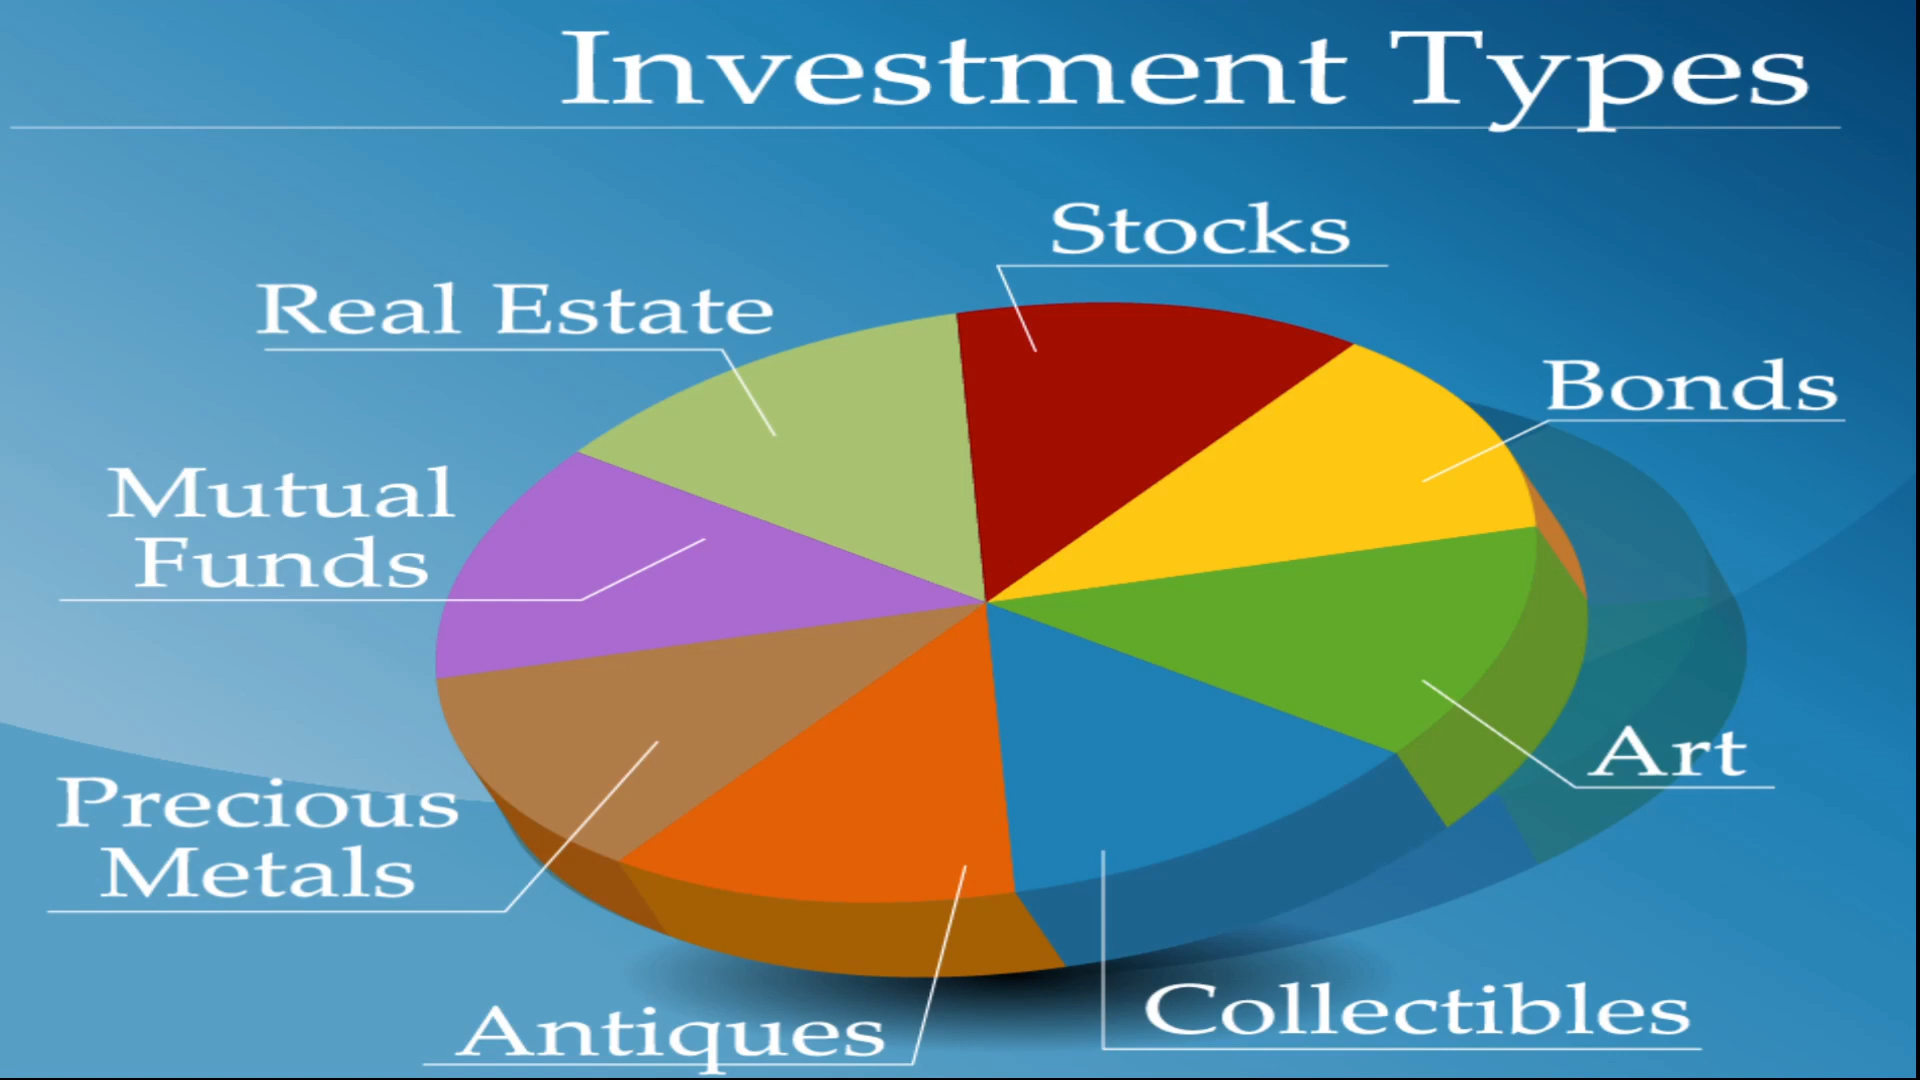 Investment Types
Stocks
Real Estate
Bonds
Mutual
Funds
Art
Precious
Metals
Collectibles
Antiques